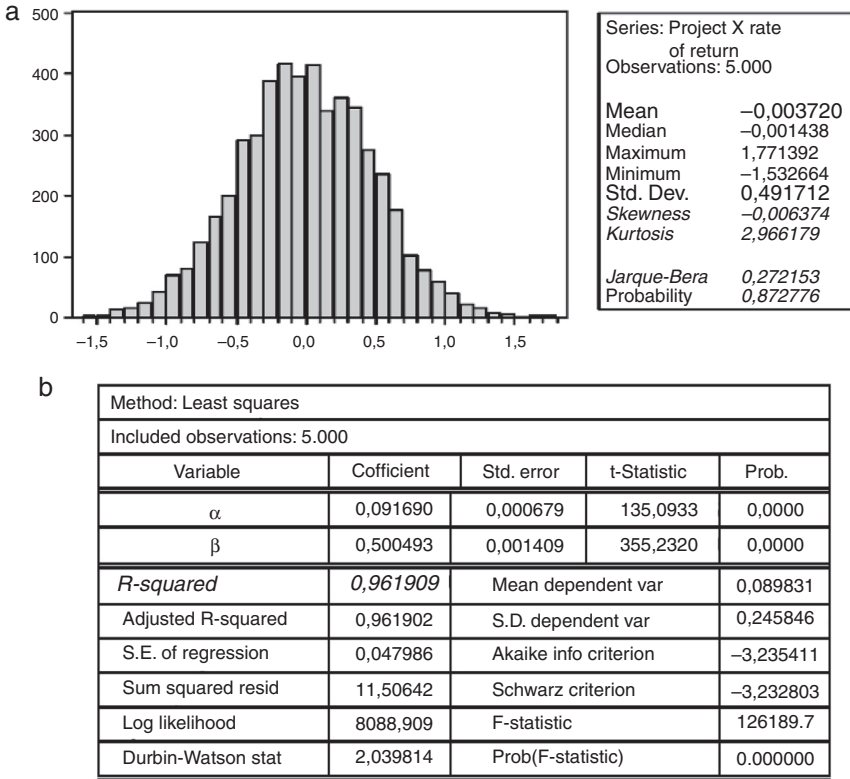 a
500
400
300
200
100
0
–1,5 –1,0 –0,5 0,0 0,5 1,0 1,5
Series: Project X rate
of return
Observations: 5.000
Mean –0,003720
Median –0,001438
Maximum 1,771392
Minimum –1,532664
Std. Dev. 0,491712
Skewness –0,006374
Kurtosis 2,966179
Jarque-Bera 0,272153
Probability 0,872776
b
Method: Least squares
Included observations: 5.000
Variable Cofficient Std. error t-Statistic Prob.
α 0,091690 0,000679 135,0933 0,0000
β 0,500493 0,001409 355,2320 0,0000
R-squared 0,961909 Mean dependent var 0,089831
Adjusted R-squared 0,961902 S.D. dependent var 0,245846
S.E. of regression 0,047986 Akaike info criterion –3,235411
Sum squared resid 11,50642 Schwarz criterion –3,232803
Log likelihood 8088,909 F-statistic 126189.7
Durbin-Watson stat 2,039814 Prob(F-statistic) 0.000000